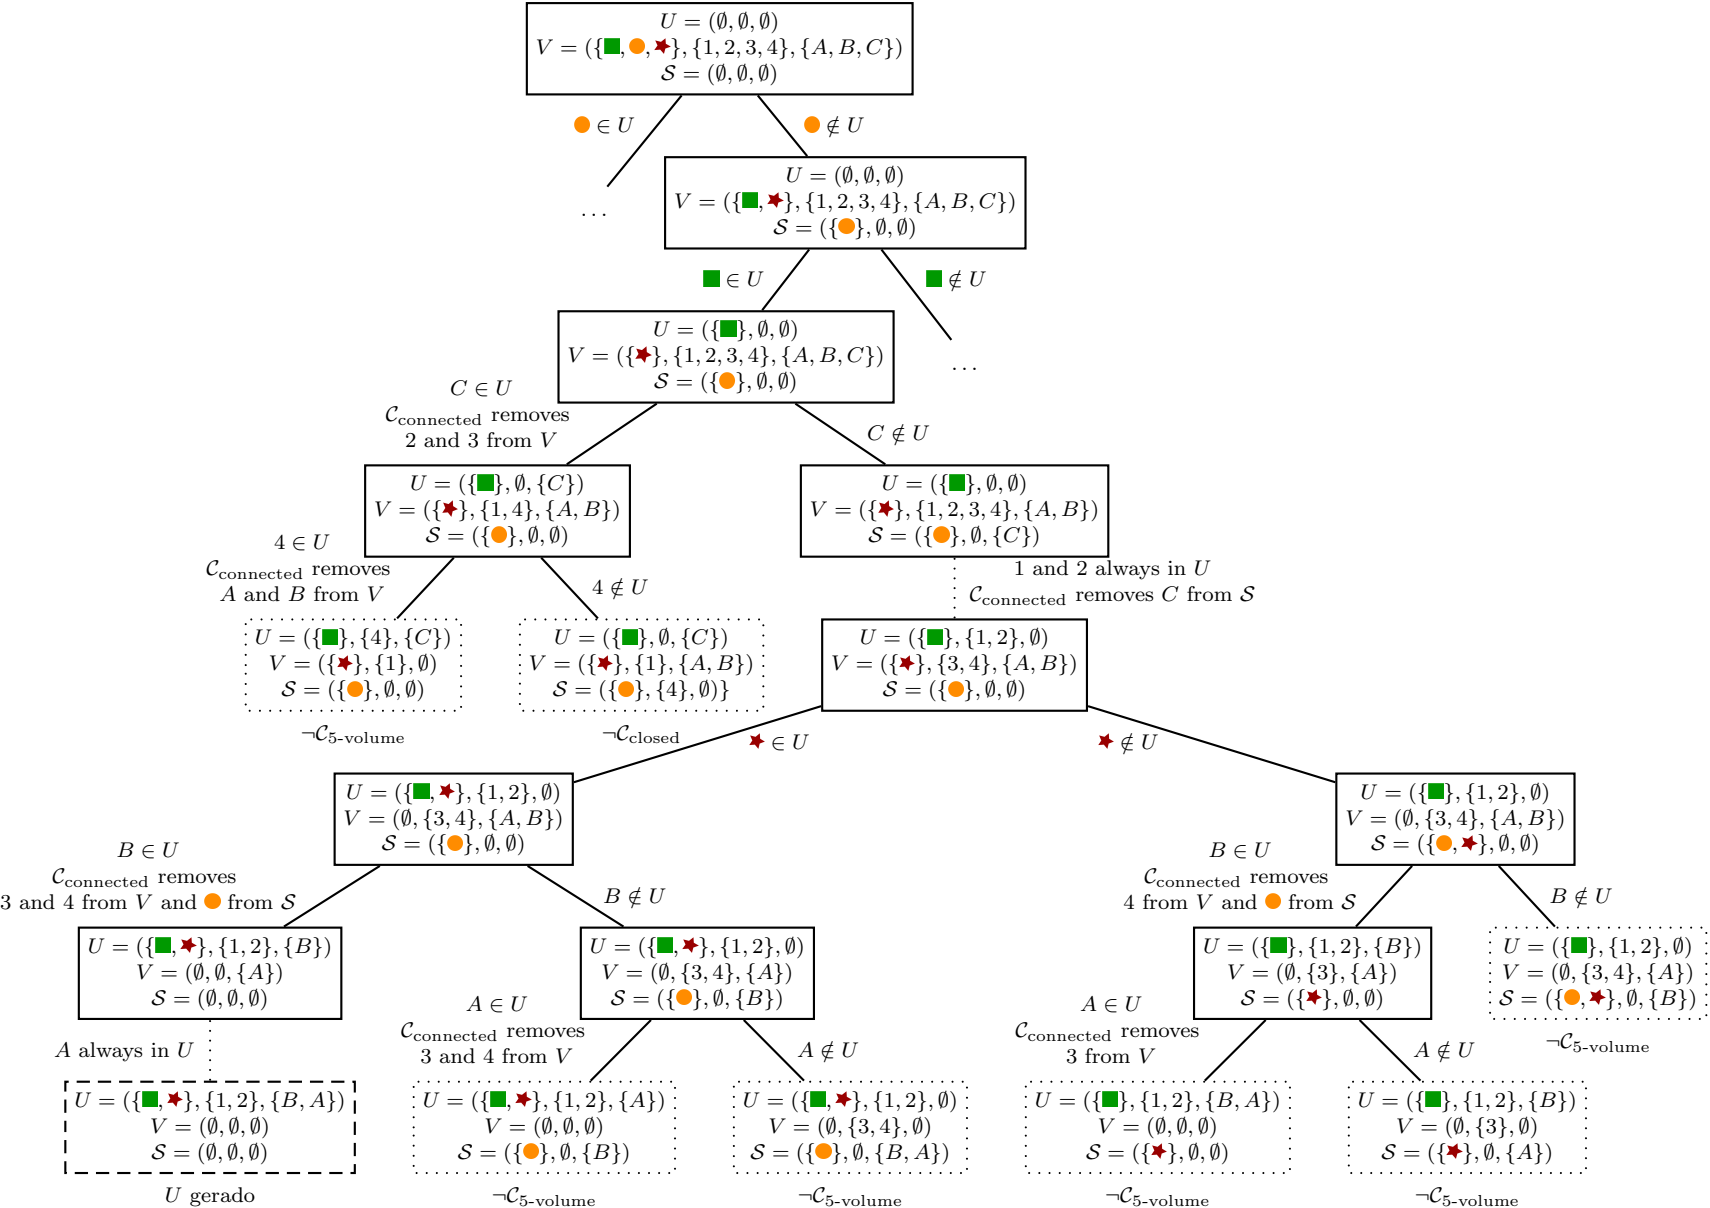 U = (∅, ∅, ∅)
V = ({■, ●, ★}, {1, 2, 3, 4}, {A, B, C})
𝒮 = (∅, ∅, ∅)
● ∈ U
● ∉ U
U = (∅, ∅, ∅)
V = ({■, ★}, {1, 2, 3, 4}, {A, B, C})
𝒮 = ({●}, ∅, ∅)
...
■ ∈ U
■ ∉ U
U = ({■}, ∅, ∅)
V = ({★}, {1, 2, 3, 4}, {A, B, C})
𝒮 = ({●}, ∅, ∅)
...
C ∈ U
𝒞connected removes
2 and 3 from V
C ∉ U
U = ({■}, ∅, {C})
V = ({★}, {1, 4}, {A, B})
𝒮 = ({●}, ∅, ∅)
U = ({■}, ∅, ∅)
V = ({★}, {1, 2, 3, 4}, {A, B})
𝒮 = ({●}, ∅, {C})
4 ∈ U
𝒞connected removes
A and B from V
4 ∉ U
1 and 2 always in U
𝒞connected removes C from 𝒮
U = ({■}, {4}, {C})
V = ({★}, {1}, ∅)
𝒮 = ({●}, ∅, ∅)
¬𝒞5-volume
U = ({■}, ∅, {C})
V = ({★}, {1}, {A, B})
𝒮 = ({●}, {4}, ∅)}
¬𝒞closed
U = ({■}, {1, 2}, ∅)
V = ({★}, {3, 4}, {A, B})
𝒮 = ({●}, ∅, ∅)
★ ∈ U
★ ∉ U
U = ({■, ★}, {1, 2}, ∅)
V = (∅, {3, 4}, {A, B})
𝒮 = ({●}, ∅, ∅)
U = ({■}, {1, 2}, ∅)
V = (∅, {3, 4}, {A, B})
𝒮 = ({●, ★}, ∅, ∅)
B ∈ U
𝒞connected removes
3 and 4 from V and ● from 𝒮
B ∉ U
B ∈ U
𝒞connected removes
4 from V and ● from 𝒮
B ∉ U
U = ({■, ★}, {1, 2}, {B})
V = (∅, ∅, {A})
𝒮 = (∅, ∅, ∅)
U = ({■, ★}, {1, 2}, ∅)
V = (∅, {3, 4}, {A})
𝒮 = ({●}, ∅, {B})
U = ({■}, {1, 2}, {B})
V = (∅, {3}, {A})
𝒮 = ({★}, ∅, ∅)
U = ({■}, {1, 2}, ∅)
V = (∅, {3, 4}, {A})
𝒮 = ({●, ★}, ∅, {B})
¬𝒞5-volume
A always in U
A ∈ U
𝒞connected removes
3 and 4 from V
A ∉ U
A ∈ U
𝒞connected removes
3 from V
A ∉ U
U = ({■, ★}, {1, 2}, {B, A})
V = (∅, ∅, ∅)
𝒮 = (∅, ∅, ∅)
U gerado
U = ({■, ★}, {1, 2}, {A})
V = (∅, ∅, ∅)
𝒮 = ({●}, ∅, {B})
¬𝒞5-volume
U = ({■, ★}, {1, 2}, ∅)
V = (∅, {3, 4}, ∅)
𝒮 = ({●}, ∅, {B, A})
¬𝒞5-volume
U = ({■}, {1, 2}, {B, A})
V = (∅, ∅, ∅)
𝒮 = ({★}, ∅, ∅)
¬𝒞5-volume
U = ({■}, {1, 2}, {B})
V = (∅, {3}, ∅)
𝒮 = ({★}, ∅, {A})
¬𝒞5-volume